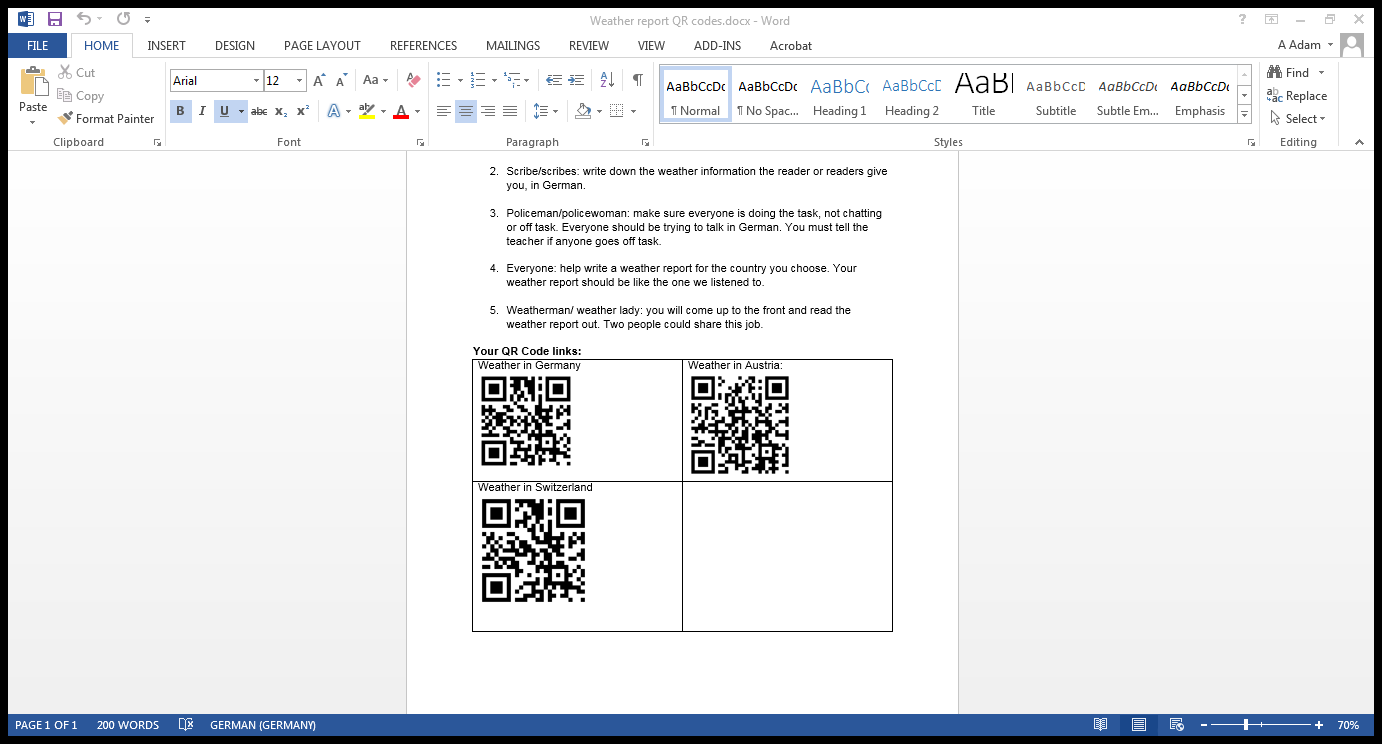 Weather report QR codes.docx - Word
?
FILE HOME INSERT DESIGN PAGE LAYOUT REFERENCES MAILINGS REVIEW VIEW ADD-INS Acrobat A Adam
Paste
Cut
Copy
Format Painter
Clipboard
Arial 12 Aa
B I U abc x₂ x² A ab A
Font
A Z ¶
Paragraph
AaBbCcDc AaBbCcDc AaBbCc AaBbCcD AaBl AaBbCcD AaBbCcDc AaBbCcDc
¶ Normal ¶ No Spac... Heading 1 Heading 2 Title Subtitle Subtle Em... Emphasis
Styles
Find
Replace
Select
Editing
2. Scribe/scribes: write down the weather information the reader or readers give
you, in German.
3. Policeman/policewoman: make sure everyone is doing the task, not chatting
or off task. Everyone should be trying to talk in German. You must tell the
teacher if anyone goes off task.
4. Everyone: help write a weather report for the country you choose. Your
weather report should be like the one we listened to.
5. Weatherman/ weather lady: you will come up to the front and read the
weather report out. Two people could share this job.
Your QR Code links:
Weather in Germany
Weather in Austria:
Weather in Switzerland
PAGE 1 OF 1 200 WORDS GERMAN (GERMANY) 70%